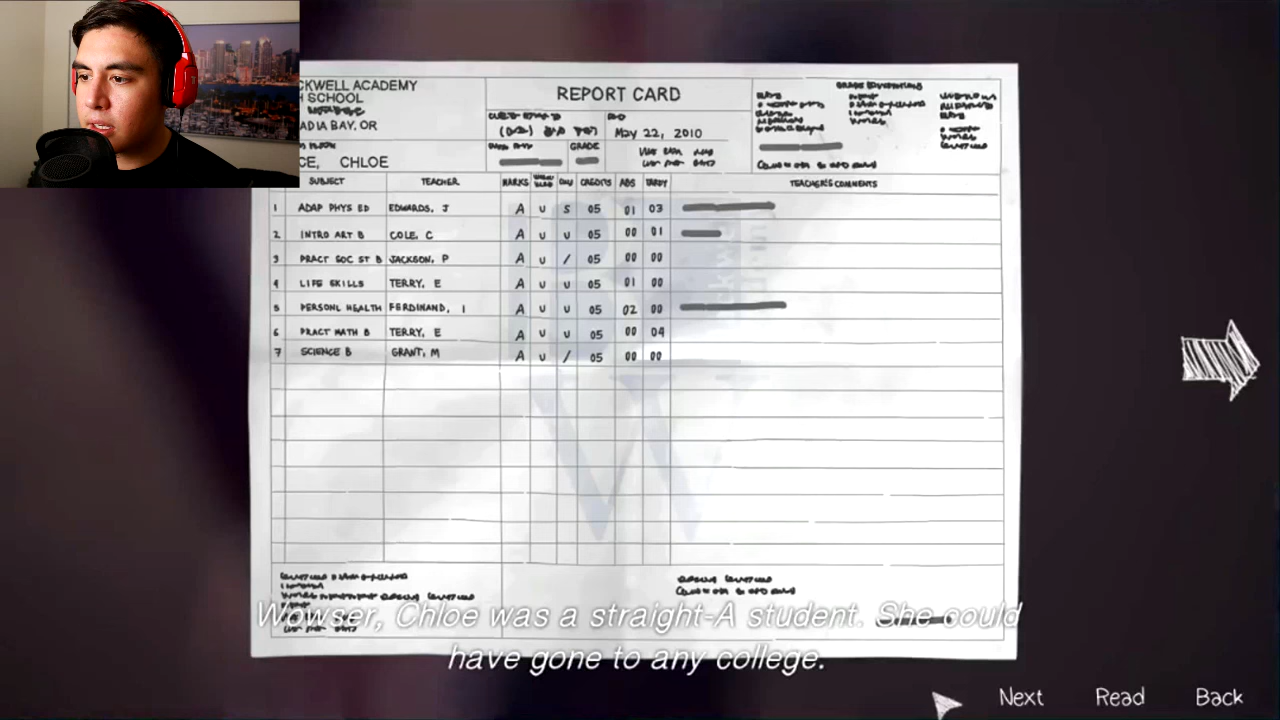 CKWELL ACADEMY
SCHOOL
ADIA BAY, OR
CE, CHLOE
REPORT CARD
GRADE
May 22, 2010
SUBJECT TEACHER MARKS CREDITS ABS TARDY TEACHER'S COMMENTS
1 ADAP PHYS ED EDWARDS, J A U S 05 01 03
2 INTRO ART B COLE, C A U U 05 00 01
3 PRACT SOC ST B JACKSON, P A U / 05 00 00
4 LIFE SKILLS TERRY, E A U U 05 01 00
5 PERSONL HEALTH FERDINAND, I A U U 05 02 00
6 PRACT MATH B TERRY, E A U U 05 00 04
7 SCIENCE B GRANT, M A U / 05 00 00
Wowser, Chloe was a straight-A student. She could
have gone to any college.
Next Read Back